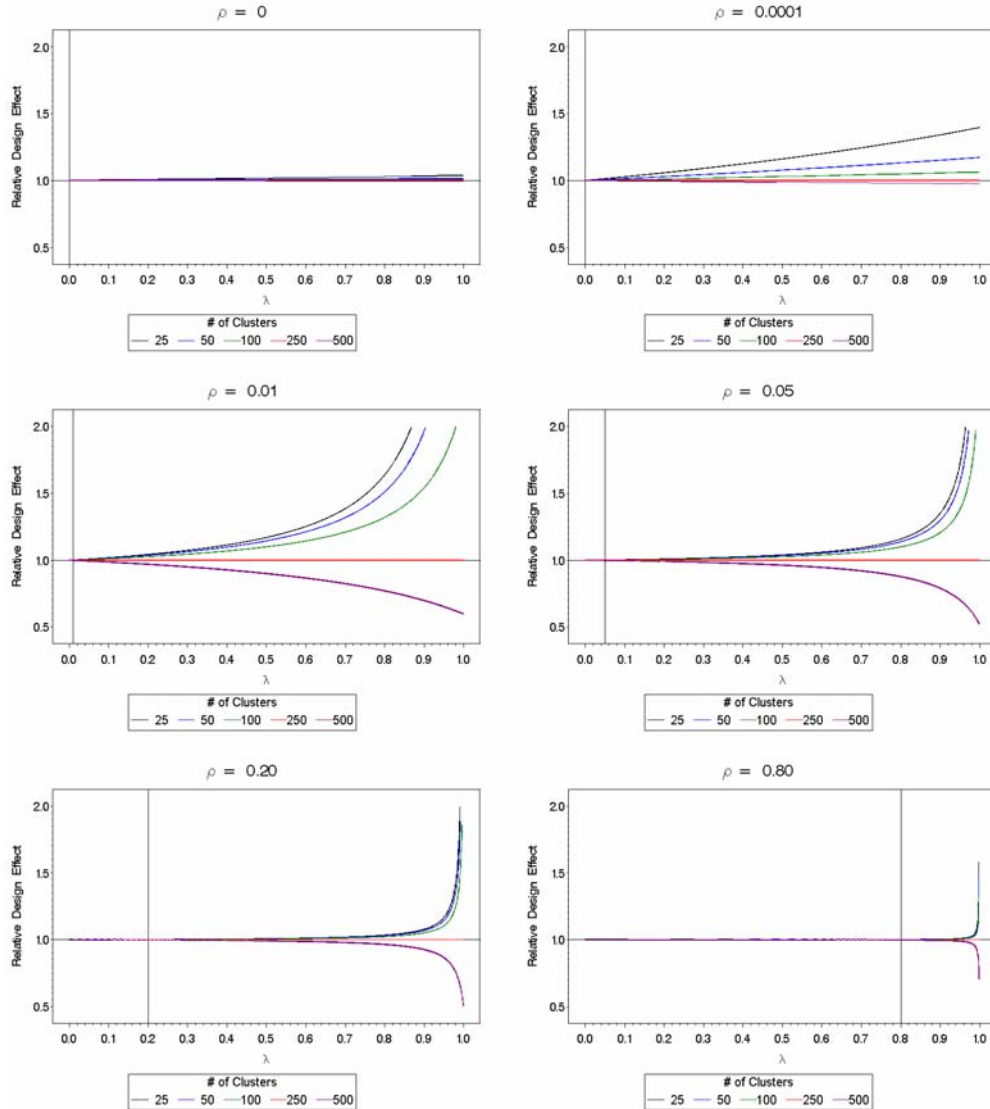 ρ = 0
Relative Design Effect
2.0
1.5
1.0
0.5
0.0 0.1 0.2 0.3 0.4 0.5 0.6 0.7 0.8 0.9 1.0
λ
# of Clusters
25 50 100 250 500
ρ = 0.0001
Relative Design Effect
2.0
1.5
1.0
0.5
0.0 0.1 0.2 0.3 0.4 0.5 0.6 0.7 0.8 0.9 1.0
λ
# of Clusters
25 50 100 250 500
ρ = 0.01
Relative Design Effect
2.0
1.5
1.0
0.5
0.0 0.1 0.2 0.3 0.4 0.5 0.6 0.7 0.8 0.9 1.0
λ
# of Clusters
25 50 100 250 500
ρ = 0.05
Relative Design Effect
2.0
1.5
1.0
0.5
0.0 0.1 0.2 0.3 0.4 0.5 0.6 0.7 0.8 0.9 1.0
λ
# of Clusters
25 50 100 250 500
ρ = 0.20
Relative Design Effect
2.0
1.5
1.0
0.5
0.0 0.1 0.2 0.3 0.4 0.5 0.6 0.7 0.8 0.9 1.0
λ
# of Clusters
25 50 100 250 500
ρ = 0.80
Relative Design Effect
2.0
1.5
1.0
0.5
0.0 0.1 0.2 0.3 0.4 0.5 0.6 0.7 0.8 0.9 1.0
λ
# of Clusters
25 50 100 250 500